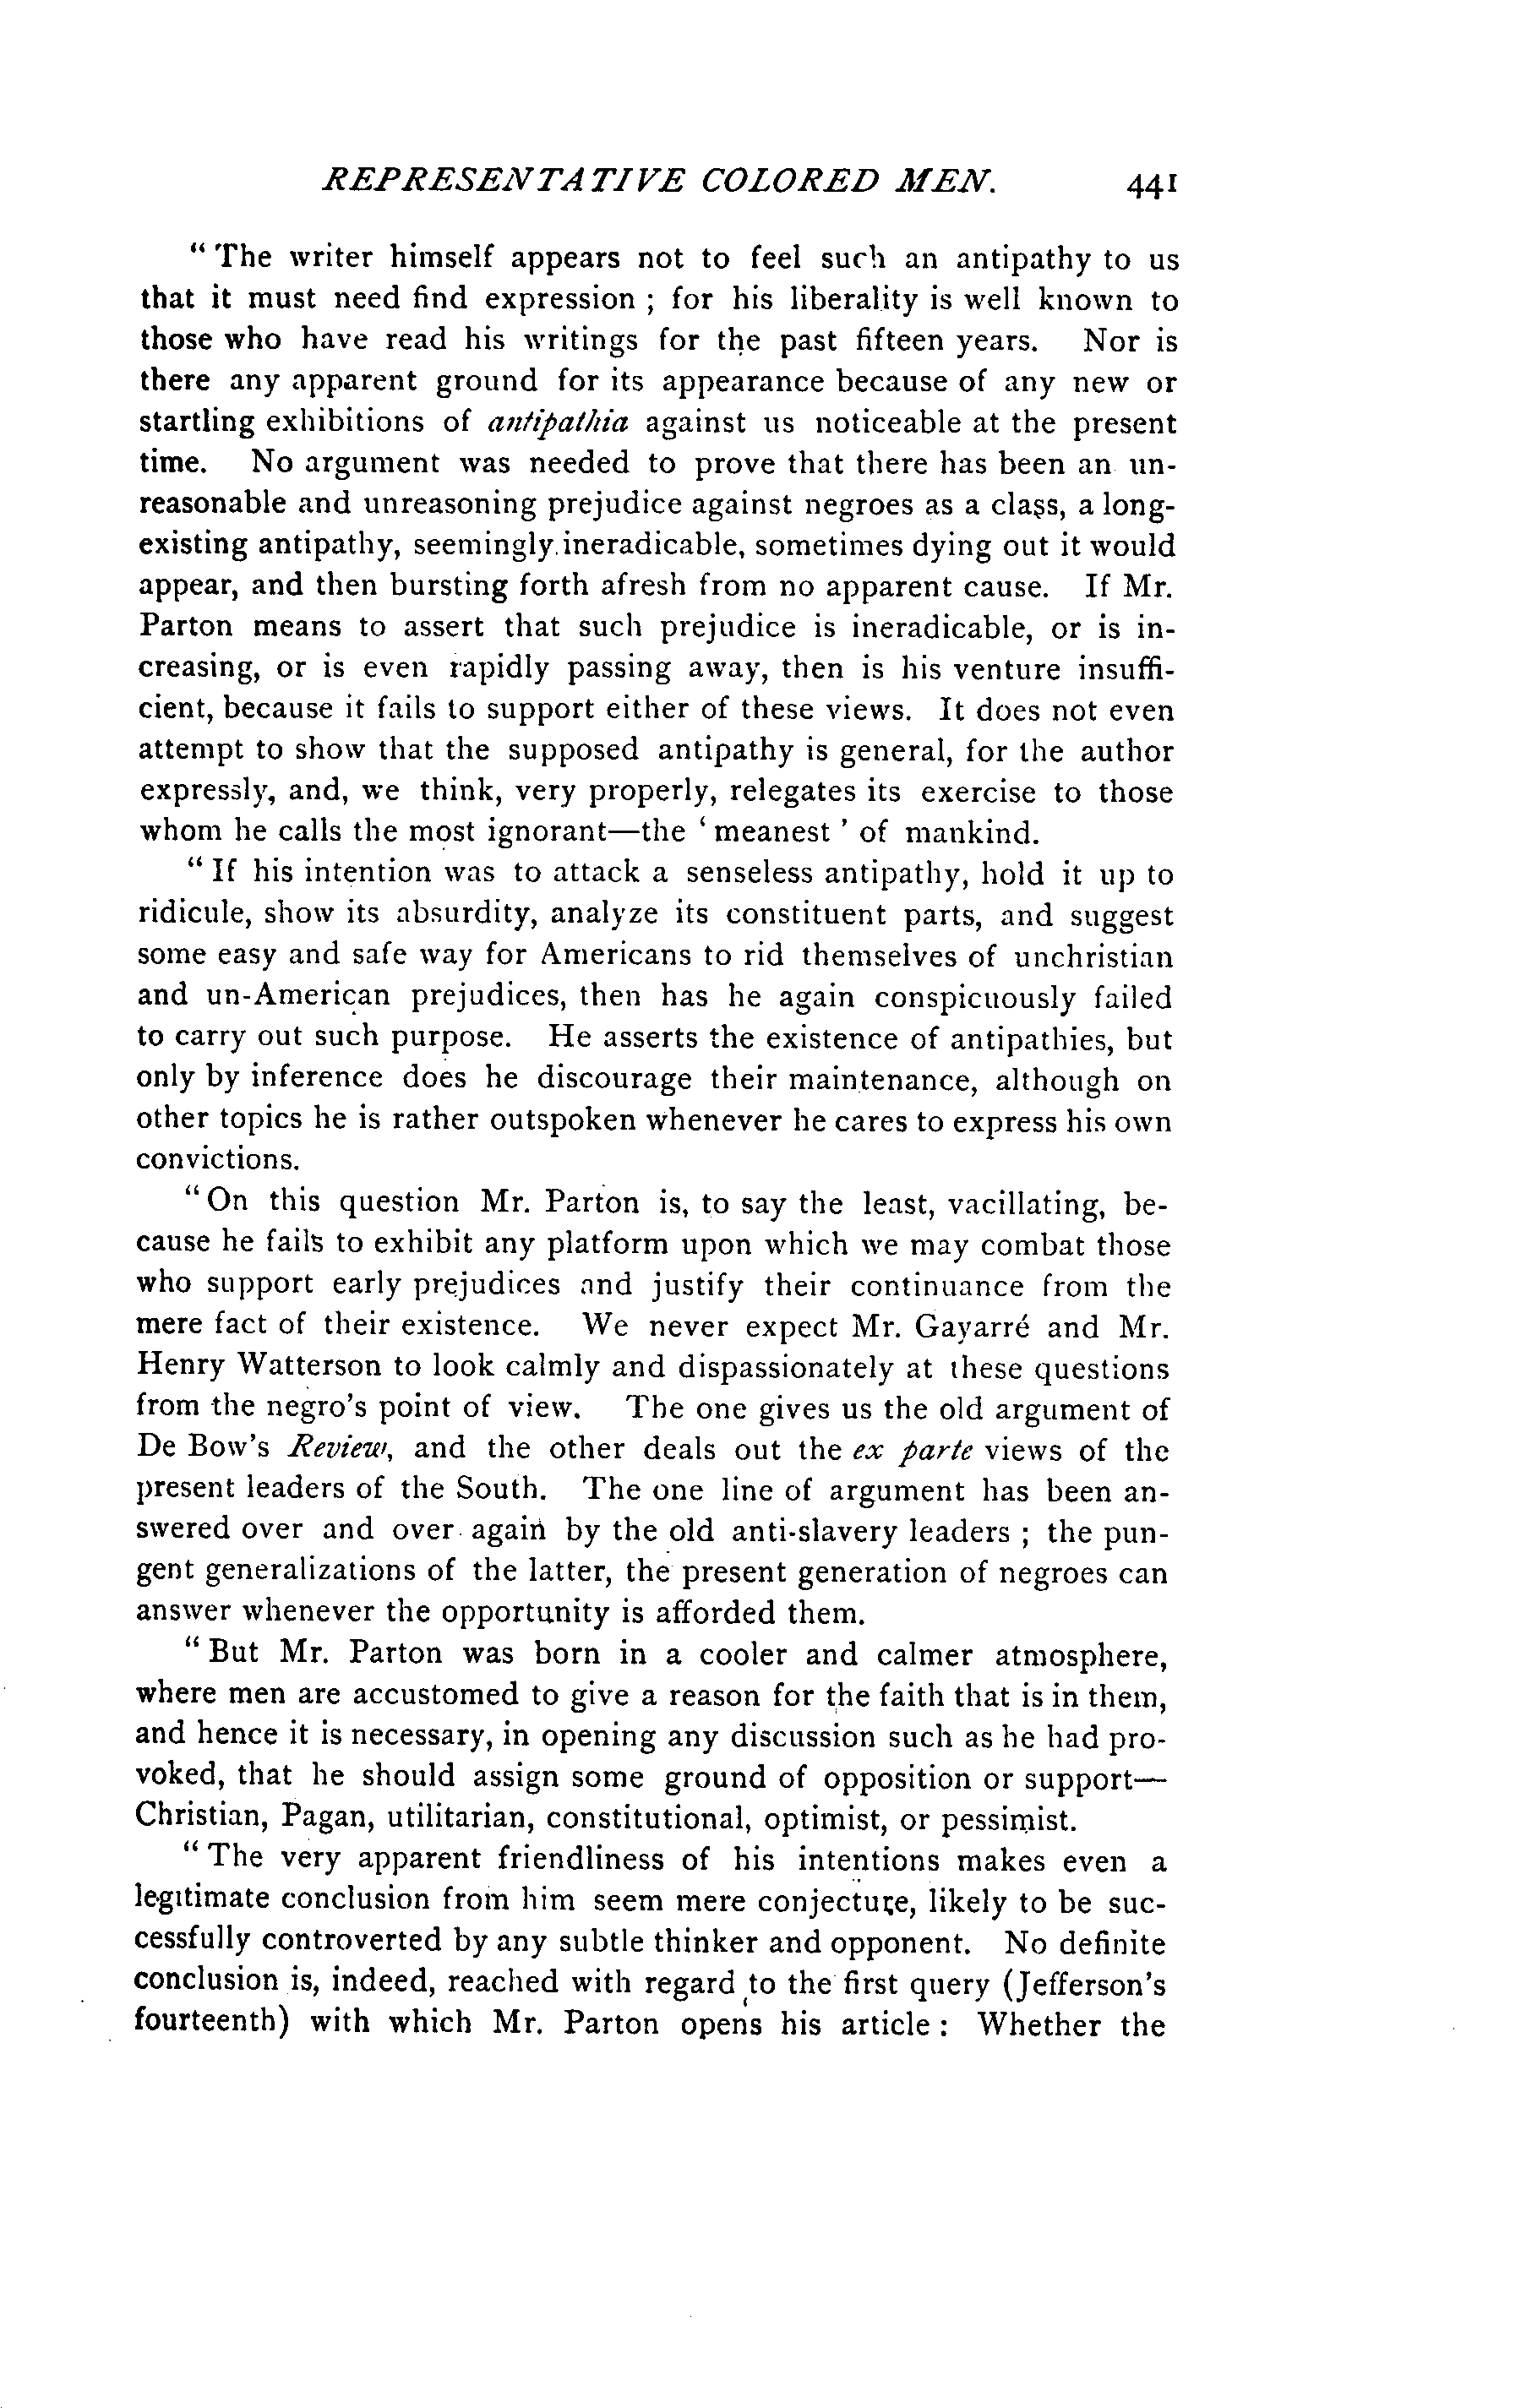 REPRESENTATIVE COLORED MEN. 441
" The writer himself appears not to feel such an antipathy to us
that it must need find expression ; for his liberality is well known to
those who have read his writings for the past fifteen years. Nor is
there any apparent ground for its appearance because of any new or
startling exhibitions of antipathia against us noticeable at the present
time. No argument was needed to prove that there has been an un-
reasonable and unreasoning prejudice against negroes as a class, a long-
existing antipathy, seemingly ineradicable, sometimes dying out it would
appear, and then bursting forth afresh from no apparent cause. If Mr.
Parton means to assert that such prejudice is ineradicable, or is in-
creasing, or is even rapidly passing away, then is his venture insuffi-
cient, because it fails to support either of these views. It does not even
attempt to show that the supposed antipathy is general, for the author
expressly, and, we think, very properly, relegates its exercise to those
whom he calls the most ignorant—the ‘ meanest ’ of mankind.
" If his intention was to attack a senseless antipathy, hold it up to
ridicule, show its absurdity, analyze its constituent parts, and suggest
some easy and safe way for Americans to rid themselves of unchristian
and un-American prejudices, then has he again conspicuously failed
to carry out such purpose. He asserts the existence of antipathies, but
only by inference does he discourage their maintenance, although on
other topics he is rather outspoken whenever he cares to express his own
convictions.
" On this question Mr. Parton is, to say the least, vacillating, be-
cause he fails to exhibit any platform upon which we may combat those
who support early prejudices and justify their continuance from the
mere fact of their existence. We never expect Mr. Gayarré and Mr.
Henry Watterson to look calmly and dispassionately at these questions
from the negro's point of view. The one gives us the old argument of
De Bow's Review, and the other deals out the ex parte views of the
present leaders of the South. The one line of argument has been an-
swered over and over again by the old anti-slavery leaders ; the pun-
gent generalizations of the latter, the present generation of negroes can
answer whenever the opportunity is afforded them.
" But Mr. Parton was born in a cooler and calmer atmosphere,
where men are accustomed to give a reason for the faith that is in them,
and hence it is necessary, in opening any discussion such as he had pro-
voked, that he should assign some ground of opposition or support—
Christian, Pagan, utilitarian, constitutional, optimist, or pessimist.
" The very apparent friendliness of his intentions makes even a
legitimate conclusion from him seem mere conjecture, likely to be suc-
cessfully controverted by any subtle thinker and opponent. No definite
conclusion is, indeed, reached with regard to the first query (Jefferson's
fourteenth) with which Mr. Parton opens his article : Whether the